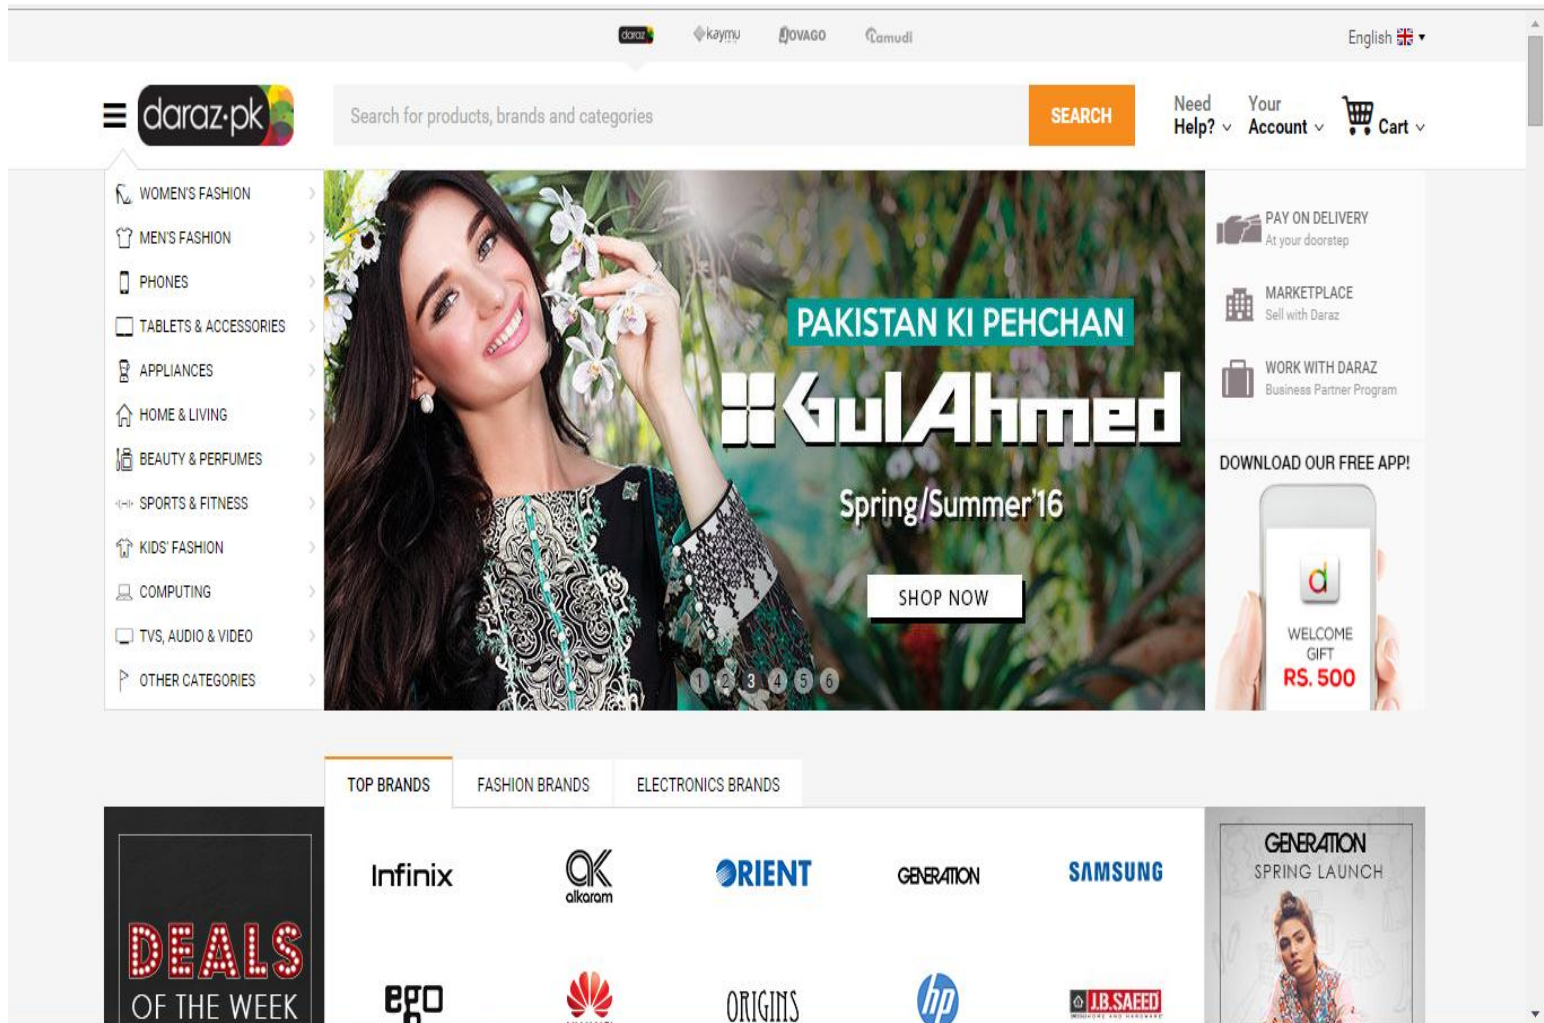 daraz
kaymu
JOVAGO
Lamudi
English
daraz.pk
Search for products, brands and categories
SEARCH
Need
Help?
Your
Account
Cart
WOMEN'S FASHION
MEN'S FASHION
PHONES
TABLETS & ACCESSORIES
APPLIANCES
HOME & LIVING
BEAUTY & PERFUMES
SPORTS & FITNESS
KIDS' FASHION
COMPUTING
TVS, AUDIO & VIDEO
OTHER CATEGORIES
PAKISTAN KI PEHCHAN
GulAhmed
Spring/Summer'16
SHOP NOW
1 2 3 4 5 6
PAY ON DELIVERY
At your doorstep
MARKETPLACE
Sell with Daraz
WORK WITH DARAZ
Business Partner Program
DOWNLOAD OUR FREE APP!
d
WELCOME
GIFT
RS. 500
TOP BRANDS
FASHION BRANDS
ELECTRONICS BRANDS
DEALS
OF THE WEEK
Infinix
alkaram
ORIENT
GENERATION
SAMSUNG
ego
ORIGINS
hp
J.B.SAEED
GENERATION
SPRING LAUNCH